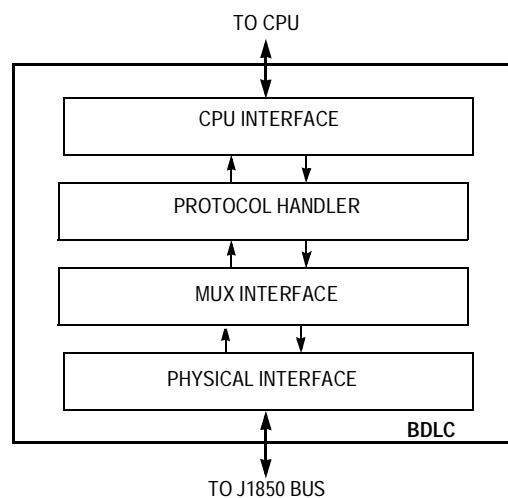 TO CPU
CPU INTERFACE
PROTOCOL HANDLER
MUX INTERFACE
PHYSICAL INTERFACE
BDLC
TO J1850 BUS